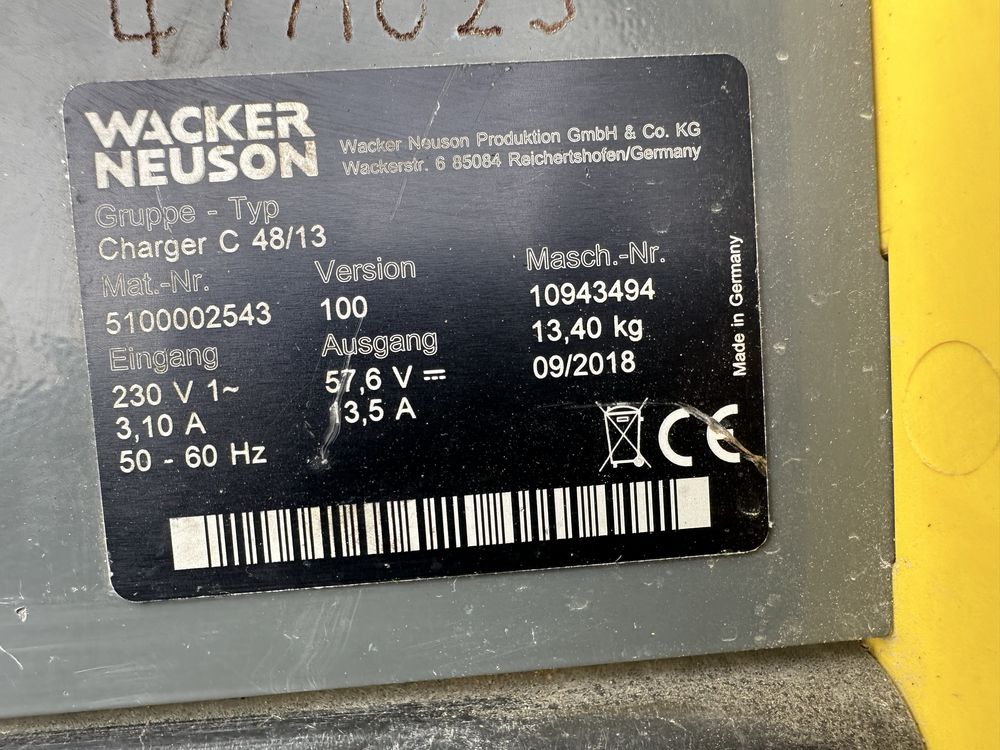 WACKER
NEUSON
Wacker Neuson Produktion GmbH & Co. KG
Wackerstr. 6 85084 Reichertshofen/Germany
Gruppe - Typ
Charger C 48/13
Mat.-Nr. Version Masch.-Nr.
5100002543 100 10943494
13,40 kg
Eingang Ausgang
09/2018
230 V 1~ 57,6 V ⎓
3,10 A 13,5 A
50 - 60 Hz
Made in Germany
CE